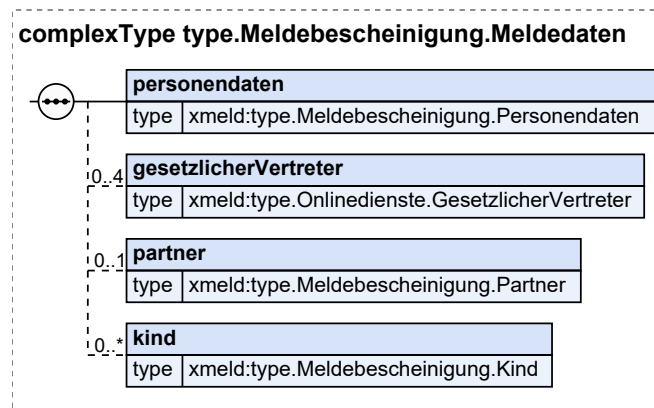 complexType type.Meldebescheinigung.Meldedaten
personendaten
type xmeld:type.Meldebescheinigung.Personendaten
0..4 gesetzlicherVertreter
type xmeld:type.Onlinedienste.GesetzlicherVertreter
0..1 partner
type xmeld:type.Meldebescheinigung.Partner
0..* kind
type xmeld:type.Meldebescheinigung.Kind